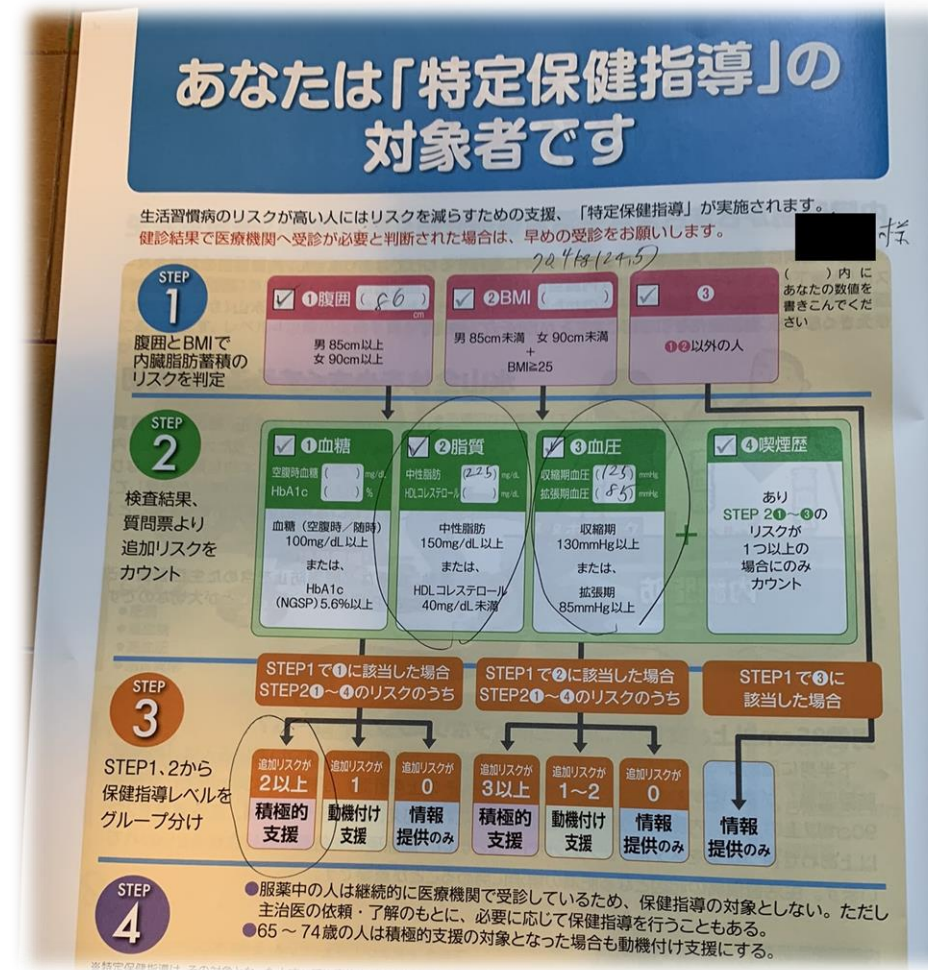 あなたは「特定保健指導」の
対象者です
生活習慣病のリスクが高い人にはリスクを減らすための支援、「特定保健指導」が実施されます。
健診結果で医療機関へ受診が必要と判断された場合は、早めの受診をお願いします。
様
70.4kg(24.5)
STEP
1
腹囲とBMIで
内臓脂肪蓄積の
リスクを判定
❶腹囲(86)
cm
男 85cm以上
女 90cm以上
❷BMI( )
男 85cm未満 女 90cm未満
+
BMI≧25
❸
❶❷以外の人
( )内に
あなたの数値を
書きこんでくだ
さい
STEP
2
検査結果、
質問票より
追加リスクを
カウント
❶血糖
空腹時血糖( )mg/dL
HbA1c( )%
血糖(空腹時/随時)
100mg/dL以上
または、
HbA1c
(NGSP)5.6%以上
❷脂質
中性脂肪(225)mg/dL
HDLコレステロール( )mg/dL
中性脂肪
150mg/dL以上
または、
HDLコレステロール
40mg/dL未満
❸血圧
収縮期血圧(125)mmHg
拡張期血圧(85)mmHg
収縮期
130mmHg以上
または、
拡張期
85mmHg以上
+
❹喫煙歴
あり
STEP 2❶~❸の
リスクが
1つ以上の
場合にのみ
カウント
STEP
3
STEP1、2から
保健指導レベルを
グループ分け
STEP1で❶に該当した場合
STEP2❶~❹のリスクのうち
追加リスクが
2以上
積極的
支援
追加リスクが
1
動機付け
支援
追加リスクが
0
情報
提供のみ
STEP1で❷に該当した場合
STEP2❶~❹のリスクのうち
追加リスクが
3以上
積極的
支援
追加リスクが
1~2
動機付け
支援
追加リスクが
0
情報
提供のみ
STEP1で❸に
該当した場合
情報
提供のみ
STEP
4
●服薬中の人は継続的に医療機関で受診しているため、保健指導の対象としない。ただし
主治医の依頼・了解のもとに、必要に応じて保健指導を行うこともある。
●65~74歳の人は積極的支援の対象となった場合も動機付け支援にする。